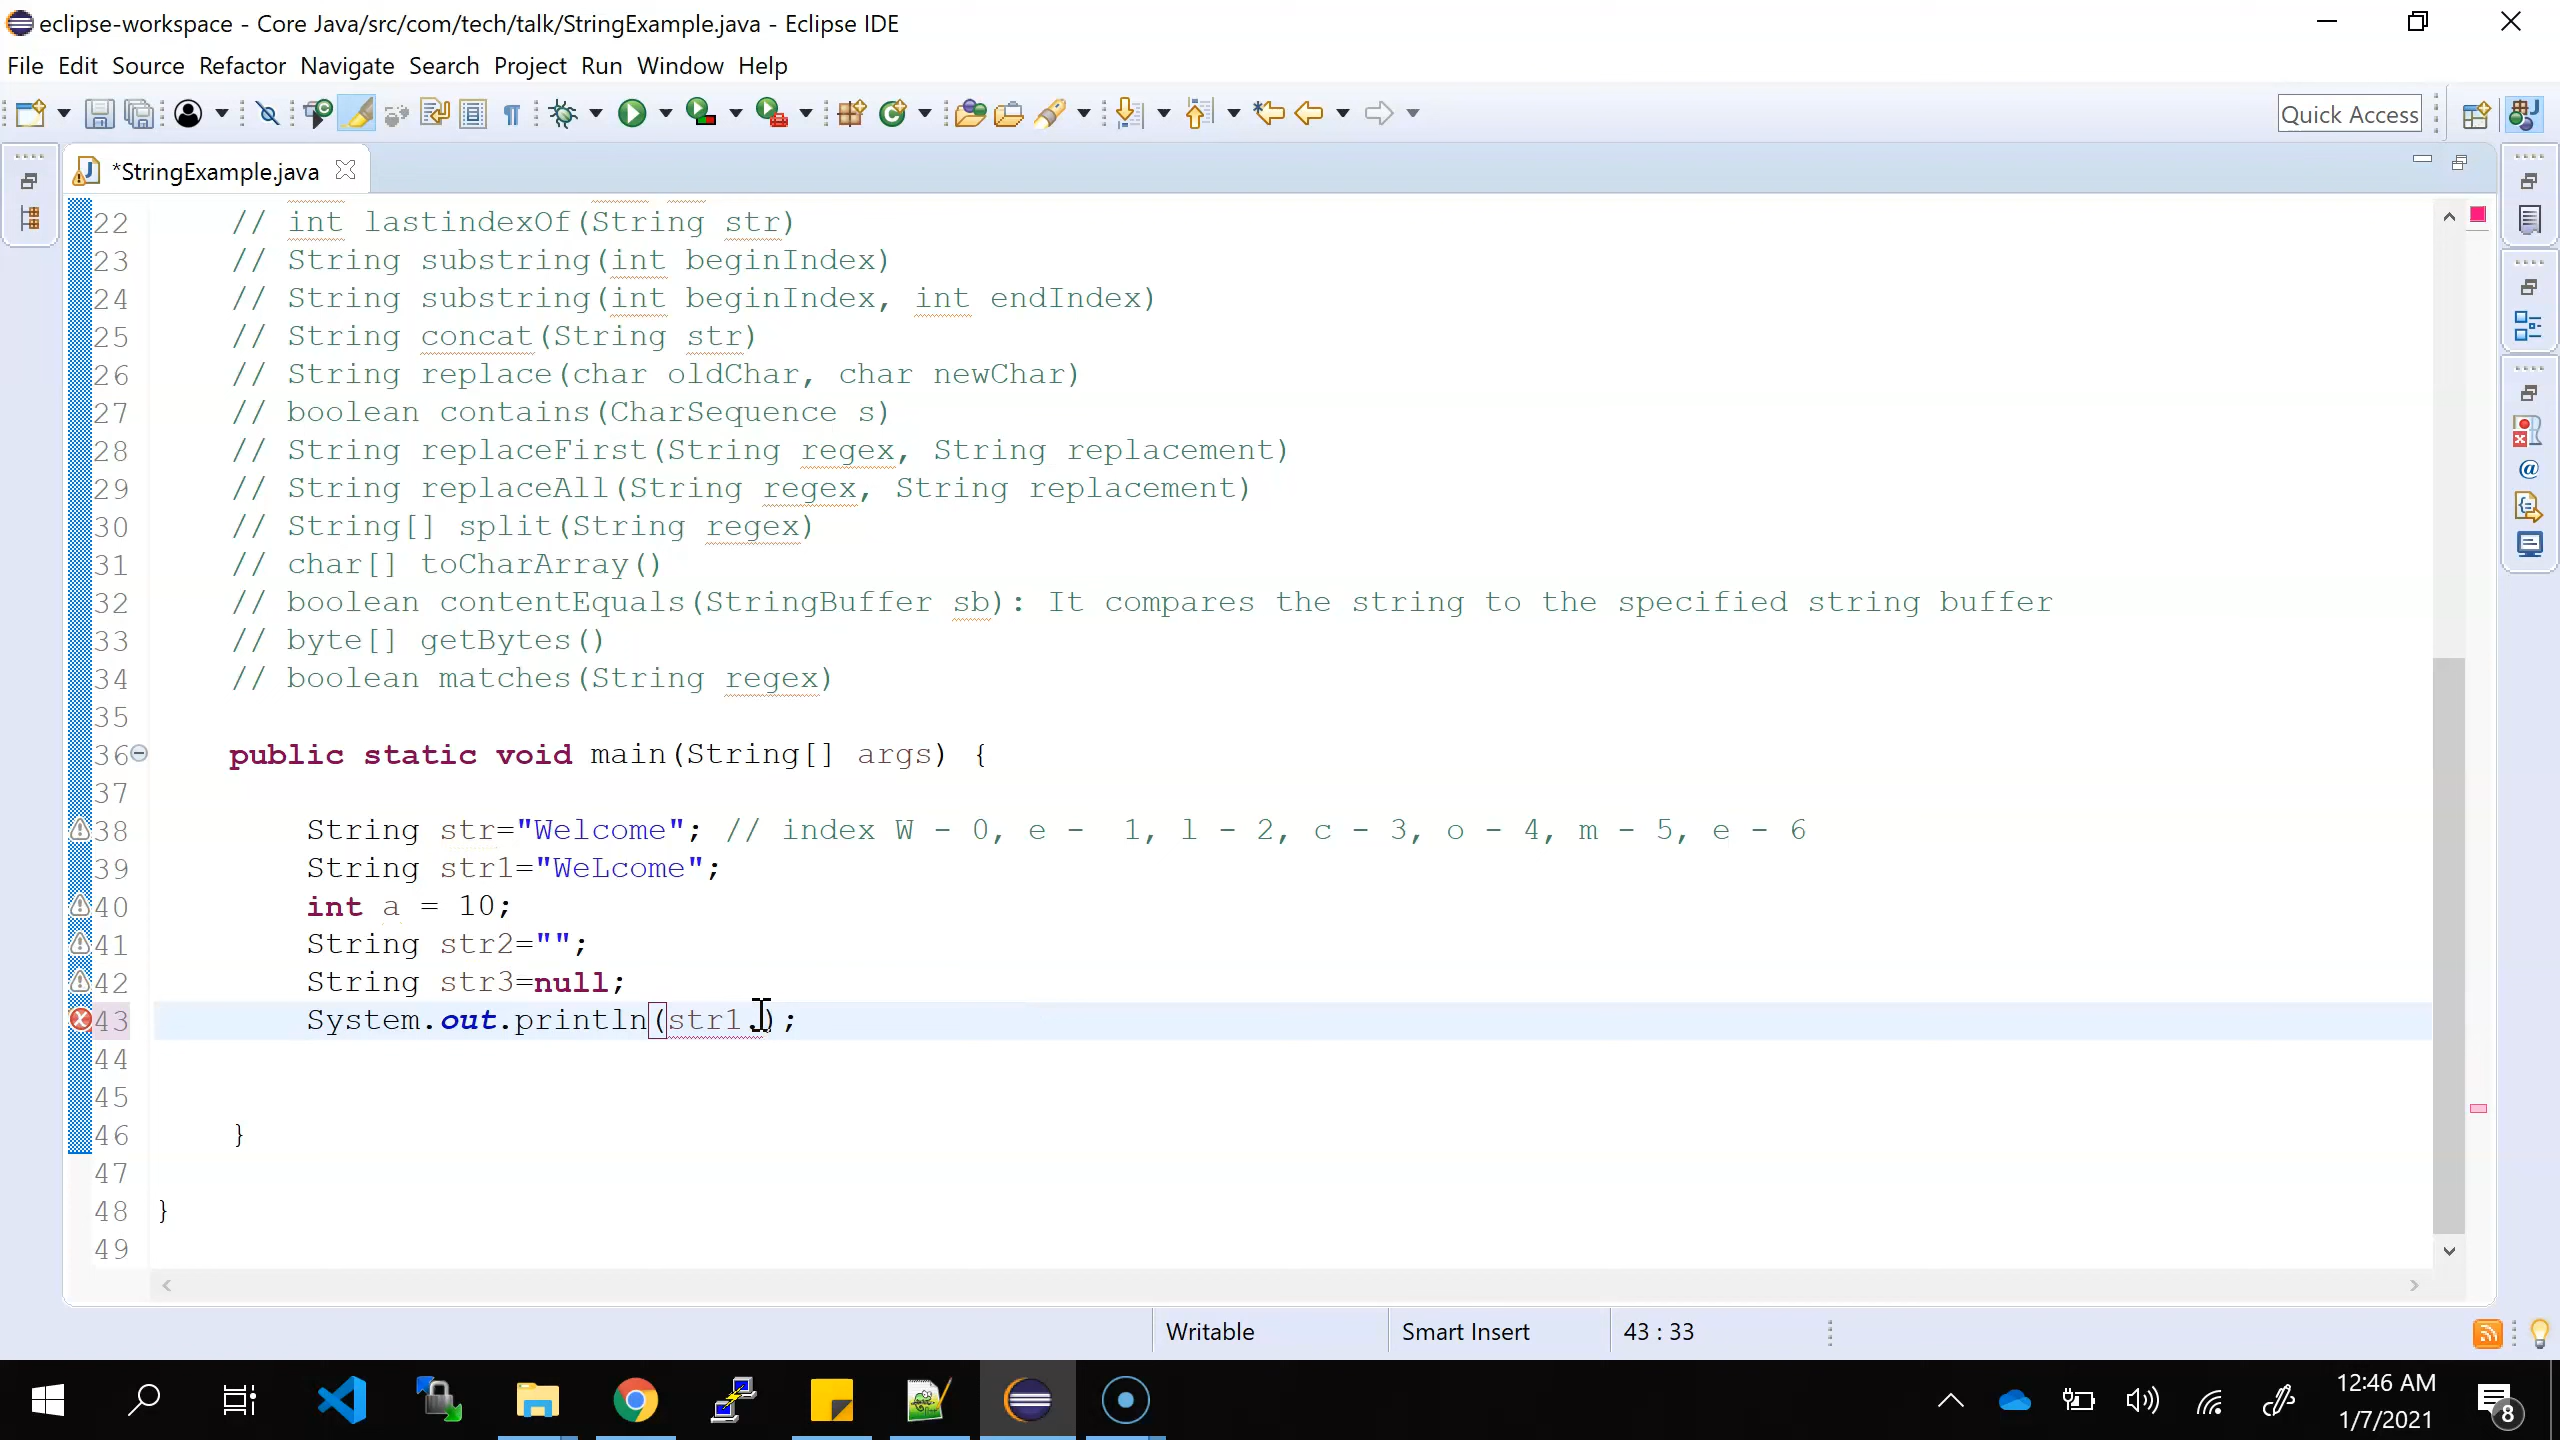 eclipse-workspace - Core Java/src/com/tech/talk/StringExample.java - Eclipse IDE
File Edit Source Refactor Navigate Search Project Run Window Help
Quick Access
*StringExample.java
22 // int lastindexOf(String str)
23 // String substring(int beginIndex)
24 // String substring(int beginIndex, int endIndex)
25 // String concat(String str)
26 // String replace(char oldChar, char newChar)
27 // boolean contains(CharSequence s)
28 // String replaceFirst(String regex, String replacement)
29 // String replaceAll(String regex, String replacement)
30 // String[] split(String regex)
31 // char[] toCharArray()
32 // boolean contentEquals(StringBuffer sb): It compares the string to the specified string buffer
33 // byte[] getBytes()
34 // boolean matches(String regex)
35
36 public static void main(String[] args) {
37
38 String str="Welcome"; // index W - 0, e -  1, l - 2, c - 3, o - 4, m - 5, e - 6
39 String str1="WeLcome";
40 int a = 10;
41 String str2="";
42 String str3=null;
43 System.out.println(str1.);
44
45
46 }
47
48 }
49
Writable Smart Insert 43 : 33
12:46 AM
1/7/2021
8